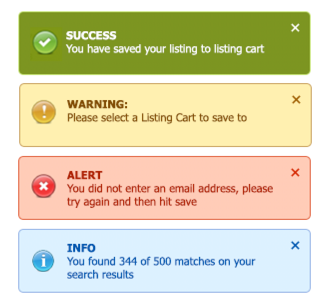 SUCCESS
You have saved your listing to listing cart
WARNING:
Please select a Listing Cart to save to
ALERT
You did not enter an email address, please
try again and then hit save
INFO
You found 344 of 500 matches on your
search results